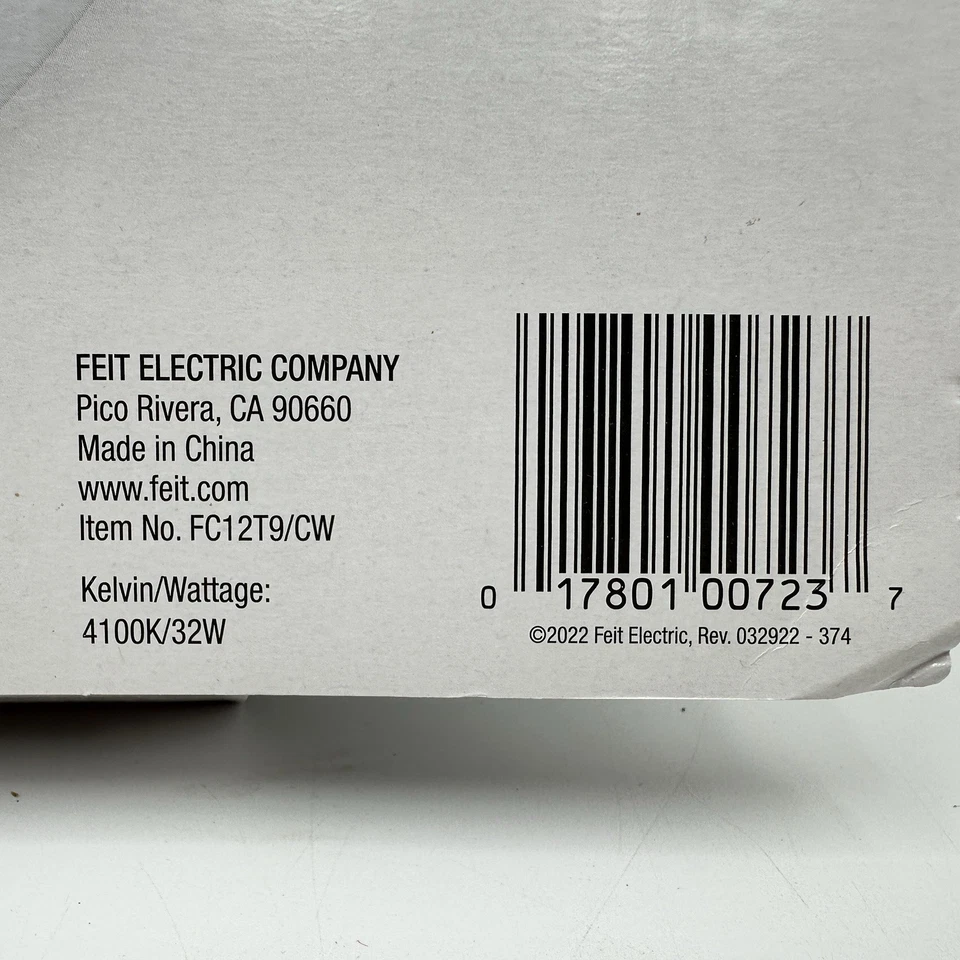 FEIT ELECTRIC COMPANY
Pico Rivera, CA 90660
Made in China
www.feit.com
Item No. FC12T9/CW
Kelvin/Wattage:
4100K/32W
0 17801 00723 7
©2022 Feit Electric, Rev. 032922 - 374